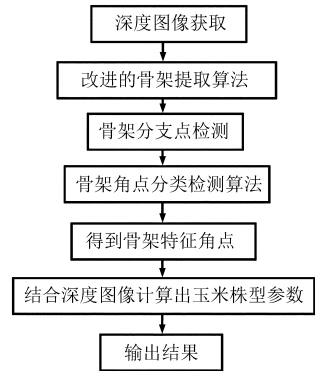 深度图像获取
改进的骨架提取算法
骨架分支点检测
骨架角点分类检测算法
得到骨架特征角点
结合深度图像计算出玉米株型参数
输出结果